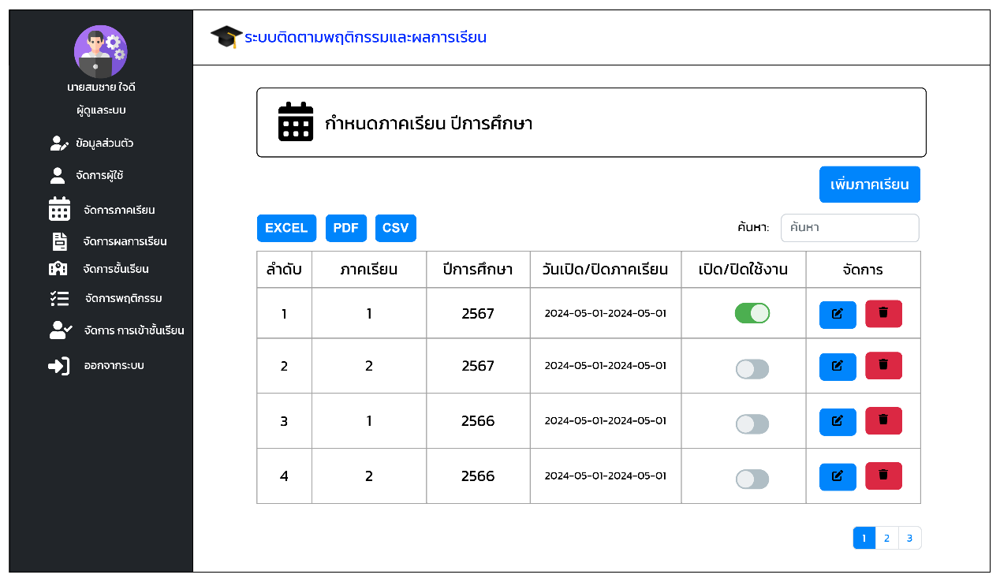 ระบบติดตามพฤติกรรมและผลการเรียน
นายสมชาย ใจดี
ผู้ดูแลระบบ
ข้อมูลส่วนตัว
จัดการผู้ใช้
จัดการภาคเรียน
จัดการผลการเรียน
จัดการชั้นเรียน
จัดการพฤติกรรม
จัดการ การเข้าชั้นเรียน
ออกจากระบบ
กำหนดภาคเรียน ปีการศึกษา
เพิ่มภาคเรียน
EXCEL PDF CSV ค้นหา: ค้นหา
ลำดับ ภาคเรียน ปีการศึกษา วันเปิด/ปิดภาคเรียน เปิด/ปิดใช้งาน จัดการ
1 1 2567 2024-05-01-2024-05-01
2 2 2567 2024-05-01-2024-05-01
3 1 2566 2024-05-01-2024-05-01
4 2 2566 2024-05-01-2024-05-01
1 2 3